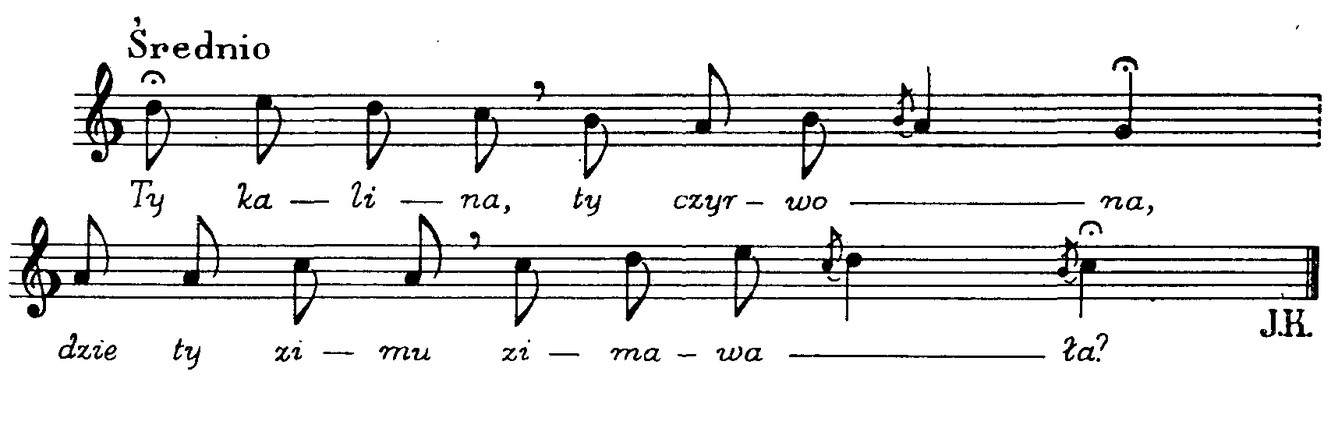 Średnio
Ty ka — li — na, ty czyr – wo — na,
dzie ty zi — mu zi — ma – wa — ła?
J.K.